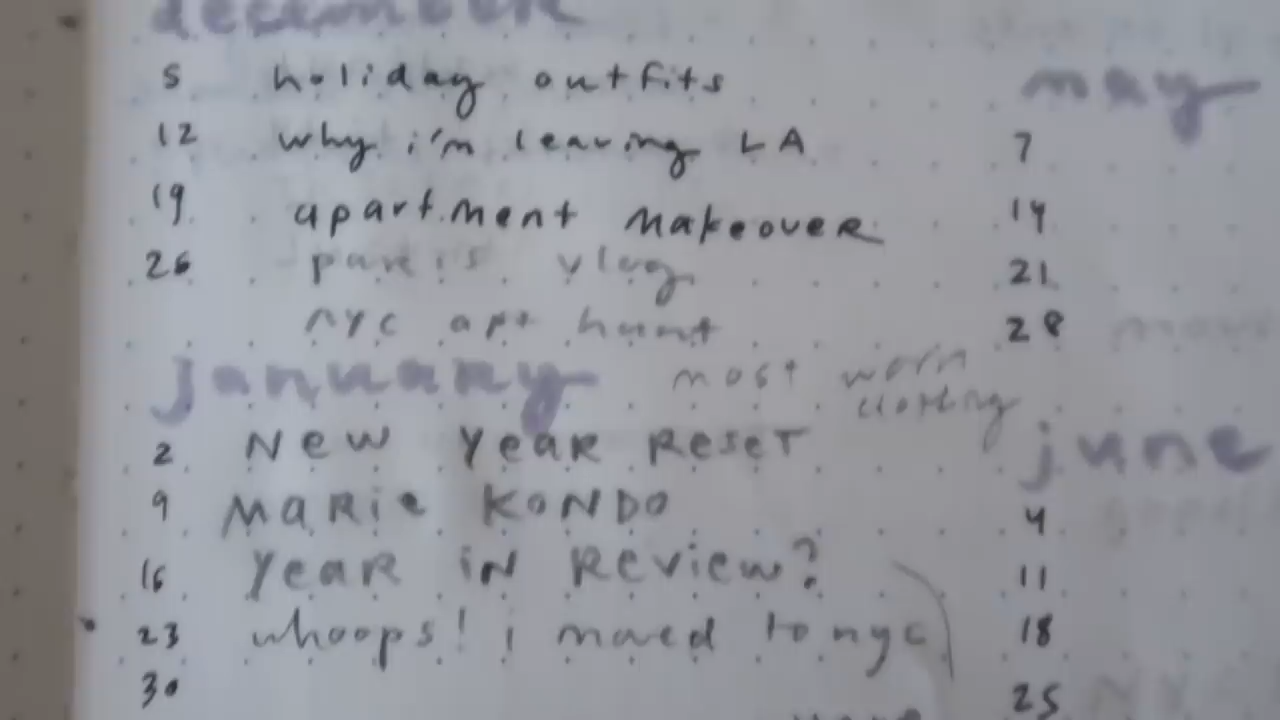 december
5 holiday outfits
12 why i'm leaving LA
19 apartment makeover
26 paris vlog
nyc apt hunt
january most worn
clothing
2 New Year Reset
9 Marie Kondo
16 Year in Review?
23 whoops! i moved to nyc
30
may
7
14
21
28
june
4
11
18
25